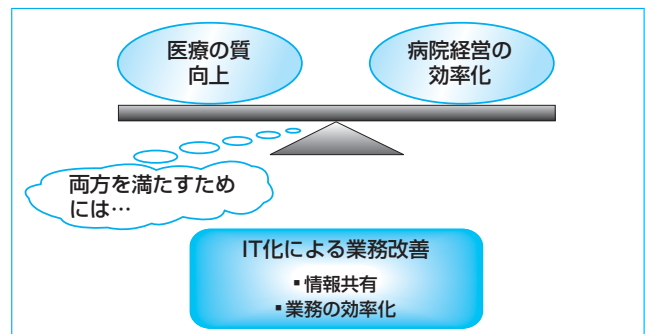 医療の質
向上
病院経営の
効率化
両方を満たすため
には…
IT化による業務改善
▪情報共有
▪業務の効率化